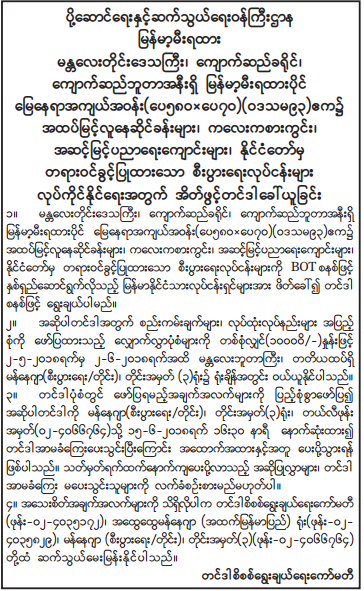 ပို့ဆောင်ရေးနှင့်ဆက်သွယ်ရေးဝန်ကြီးဌာန
မြန်မာ့မီးရထား
မန္တလေးတိုင်းဒေသကြီး၊ ကျောက်ဆည်ခရိုင်၊
ကျောက်ဆည်ဘူတာအနီးရှိ မြန်မာ့မီးရထားပိုင်
မြေနေရာအကျယ်အဝန်း(ပေ၅၈၀×ပေ၇၀)(၀ဒသမ၉၃)ဧက၌
အထပ်မြင့်လူနေဆိုင်ခန်းများ၊ ကလေးကစားကွင်း၊
အဆင့်မြင့်ပညာရေးကျောင်းများ၊ နိုင်ငံတော်မှ
တရားဝင်ခွင့်ပြုထားသော စီးပွားရေးလုပ်ငန်းများ
လုပ်ကိုင်နိုင်ရေးအတွက် အိတ်ဖွင့်တင်ဒါခေါ်ယူခြင်း
၁။ မန္တလေးတိုင်းဒေသကြီး၊ ကျောက်ဆည်ခရိုင်၊ ကျောက်ဆည်ဘူတာအနီးရှိ
မြန်မာ့မီးရထားပိုင် မြေနေရာအကျယ်အဝန်း(ပေ၅၈၀×ပေ၇၀)(၀ဒသမ၉၃)ဧက၌
အထပ်မြင့်လူနေဆိုင်ခန်းများ၊ ကလေးကစားကွင်း၊ အဆင့်မြင့်ပညာရေးကျောင်းများ၊
နိုင်ငံတော်မှ တရားဝင်ခွင့်ပြုထားသော စီးပွားရေးလုပ်ငန်းများကို BOT စနစ်ဖြင့်
နှစ်ရှည်ဆောင်ရွက်လိုသည့် မြန်မာနိုင်ငံသားလုပ်ငန်းရှင်များအား ဖိတ်ခေါ်၍ တင်ဒါ
စနစ်ဖြင့် ရွေးချယ်ပါမည်။
၂။ အဆိုပါတင်ဒါအတွက် စည်းကမ်းချက်များ၊ လုပ်ထုံးလုပ်နည်းများ အပြည့်
စုံကို ဖော်ပြထားသည့် လျှောက်လွှာပုံစံများကို တစ်စုံလျှင်(၁၀၀၀၀ိ/-)နှုန်းဖြင့်
၂-၅-၂၀၁၈ရက်မှ ၂-၆-၂၀၁၈ရက်အထိ မန္တလေးဘူတာကြီး၊ တတိယထပ်ရှိ
မန်နေဂျာ(စီးပွားရေး/တိုင်း)၊ တိုင်းအမှတ် (၃)ရုံး၌ ရုံးချိန်အတွင်း ဝယ်ယူနိုင်ပါသည်။
၃။ တင်ဒါပုံစံတွင် ဖော်ပြရမည့်အချက်အလက်များကို ပြည့်စုံစွာဖော်ပြ၍
အဆိုပါတင်ဒါကို မန်နေဂျာ(စီးပွားရေး/တိုင်း)၊ တိုင်းအမှတ်(၃)ရုံး၊ တယ်လီဖုန်း
အမှတ်(၀၂-၄၀၆၆၇၆၄)သို့ ၁၅-၆-၂၀၁၈ရက် ၁၆း၃၀ နာရီ နောက်ဆုံးထား၍
တင်ဒါအာမခံကြေးပေးသွင်းပြီးကြောင်း အထောက်အထားနှင့်အတူ ပေးပို့သွားရန်
ဖြစ်ပါသည်။ သတ်မှတ်ရက်ထက်နောက်ကျပေးပို့လာသည့် အဆိုပြုလွှာများ၊ တင်ဒါ
အာမခံကြေး မပေးသွင်းသူများကို လက်ခံစဉ်းစားမည်မဟုတ်ပါ။
၄။ အသေးစိတ်အချက်အလက်များကို သိရှိလိုပါက တင်ဒါစိစစ်ရွေးချယ်ရေးကော်မတီ
(ဖုန်း-၀၂-၄၀၃၅၁၇၂)၊ အထွေထွေမန်နေဂျာ (အထက်မြန်မာပြည်) ရုံး(ဖုန်း-၀၂-
၄၀၃၅၈၂၉)၊ မန်နေဂျာ (စီးပွားရေး/တိုင်း)၊ တိုင်းအမှတ်(၃)(ဖုန်း-၀၂-၄၀၆၆၇၆၄)
တို့ထံ ဆက်သွယ်မေးမြန်းနိုင်ပါသည်။
တင်ဒါစိစစ်ရွေးချယ်ရေးကော်မတီ